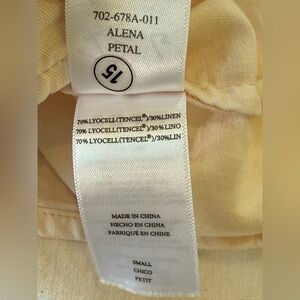 702-678A-011
ALENA
PETAL
15
70%LYOCELL(TENCEL®)/30%LINEN
70%LYOCELL(TENCEL®)/30%LINO
70%LYOCELL(TENCEL®)/30%LIN
MADE IN CHINA
HECHO EN CHINA
FABRIQUÉ EN CHINE
SMALL
CHICO
PETIT